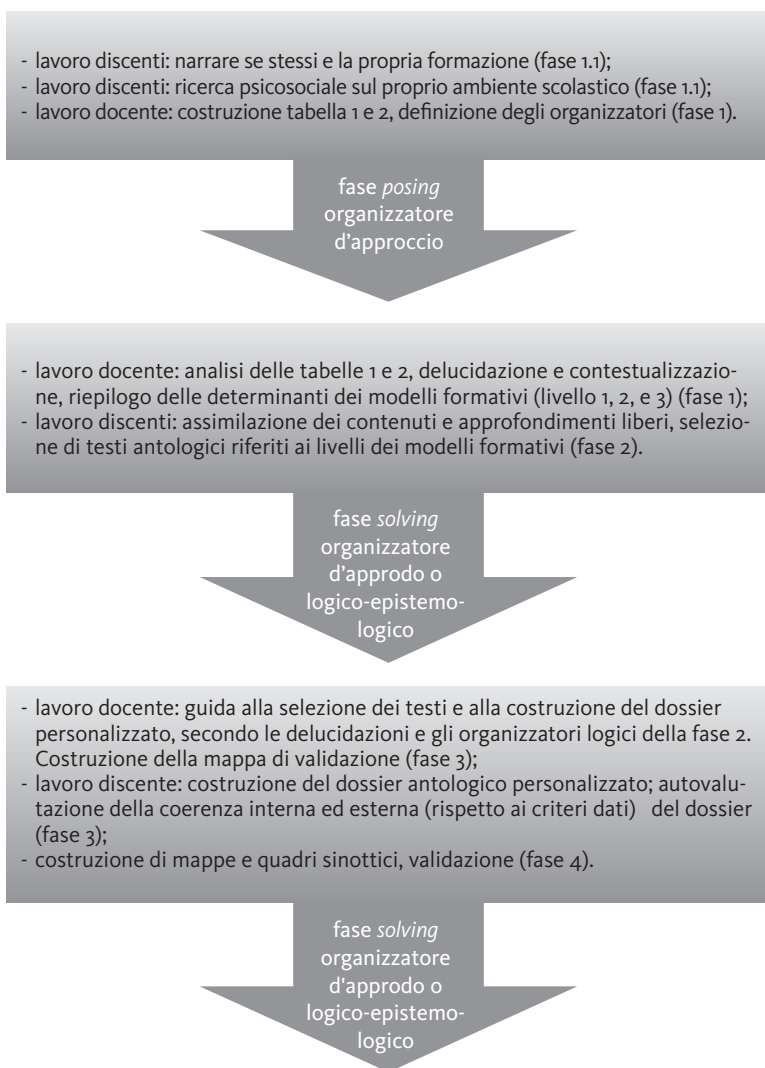 - lavoro discenti: narrare se stessi e la propria formazione (fase 1.1);
- lavoro discenti: ricerca psicosociale sul proprio ambiente scolastico (fase 1.1);
- lavoro docente: costruzione tabella 1 e 2, definizione degli organizzatori (fase 1).
fase posing
organizzatore
d'approccio
- lavoro docente: analisi delle tabelle 1 e 2, delucidazione e contestualizzazio-
ne, riepilogo delle determinanti dei modelli formativi (livello 1, 2, e 3) (fase 1);
- lavoro discenti: assimilazione dei contenuti e approfondimenti liberi, selezio-
ne di testi antologici riferiti ai livelli dei modelli formativi (fase 2).
fase solving
organizzatore
d'approdo o
logico-epistemo-
logico
- lavoro docente: guida alla selezione dei testi e alla costruzione del dossier
personalizzato, secondo le delucidazioni e gli organizzatori logici della fase 2.
Costruzione della mappa di validazione (fase 3);
- lavoro discente: costruzione del dossier antologico personalizzato; autovalu-
tazione della coerenza interna ed esterna (rispetto ai criteri dati) del dossier
(fase 3);
- costruzione di mappe e quadri sinottici, validazione (fase 4).
fase solving
organizzatore
d'approdo o
logico-epistemo-
logico